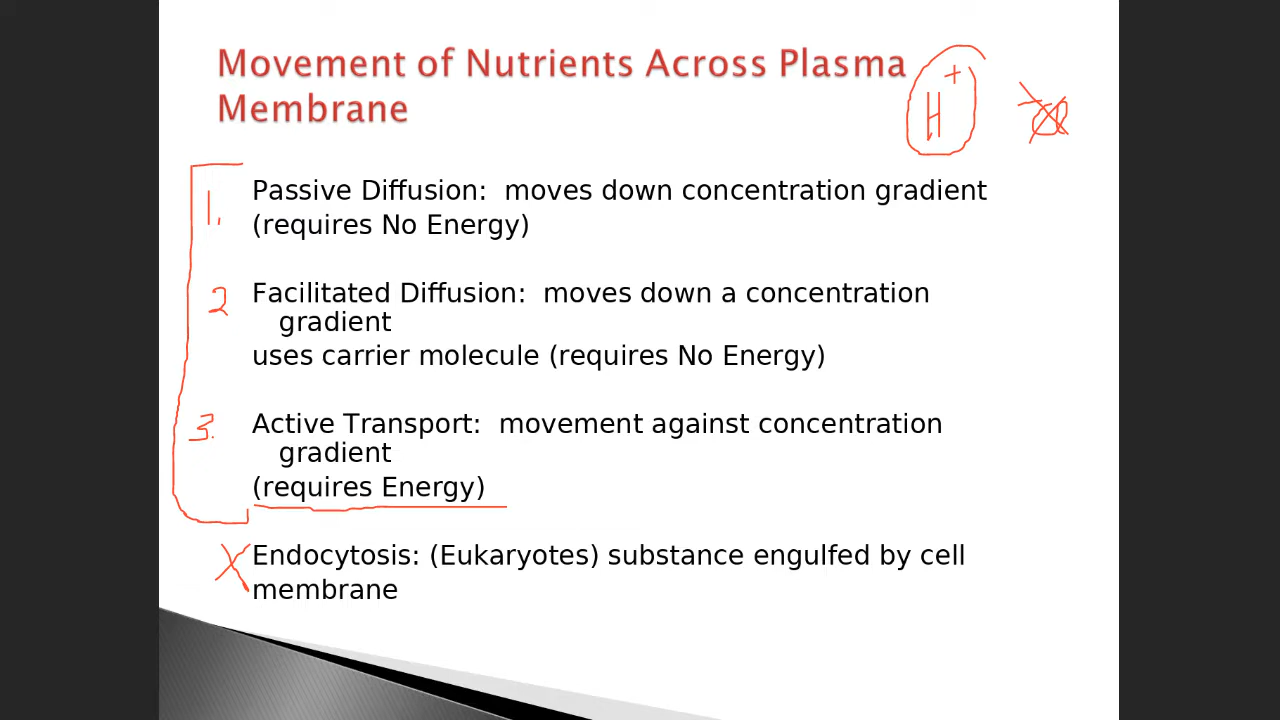 Movement of Nutrients Across Plasma
Membrane
H+
1. Passive Diffusion: moves down concentration gradient
(requires No Energy)
2 Facilitated Diffusion: moves down a concentration
gradient
uses carrier molecule (requires No Energy)
3. Active Transport: movement against concentration
gradient
(requires Energy)
X Endocytosis: (Eukaryotes) substance engulfed by cell
membrane